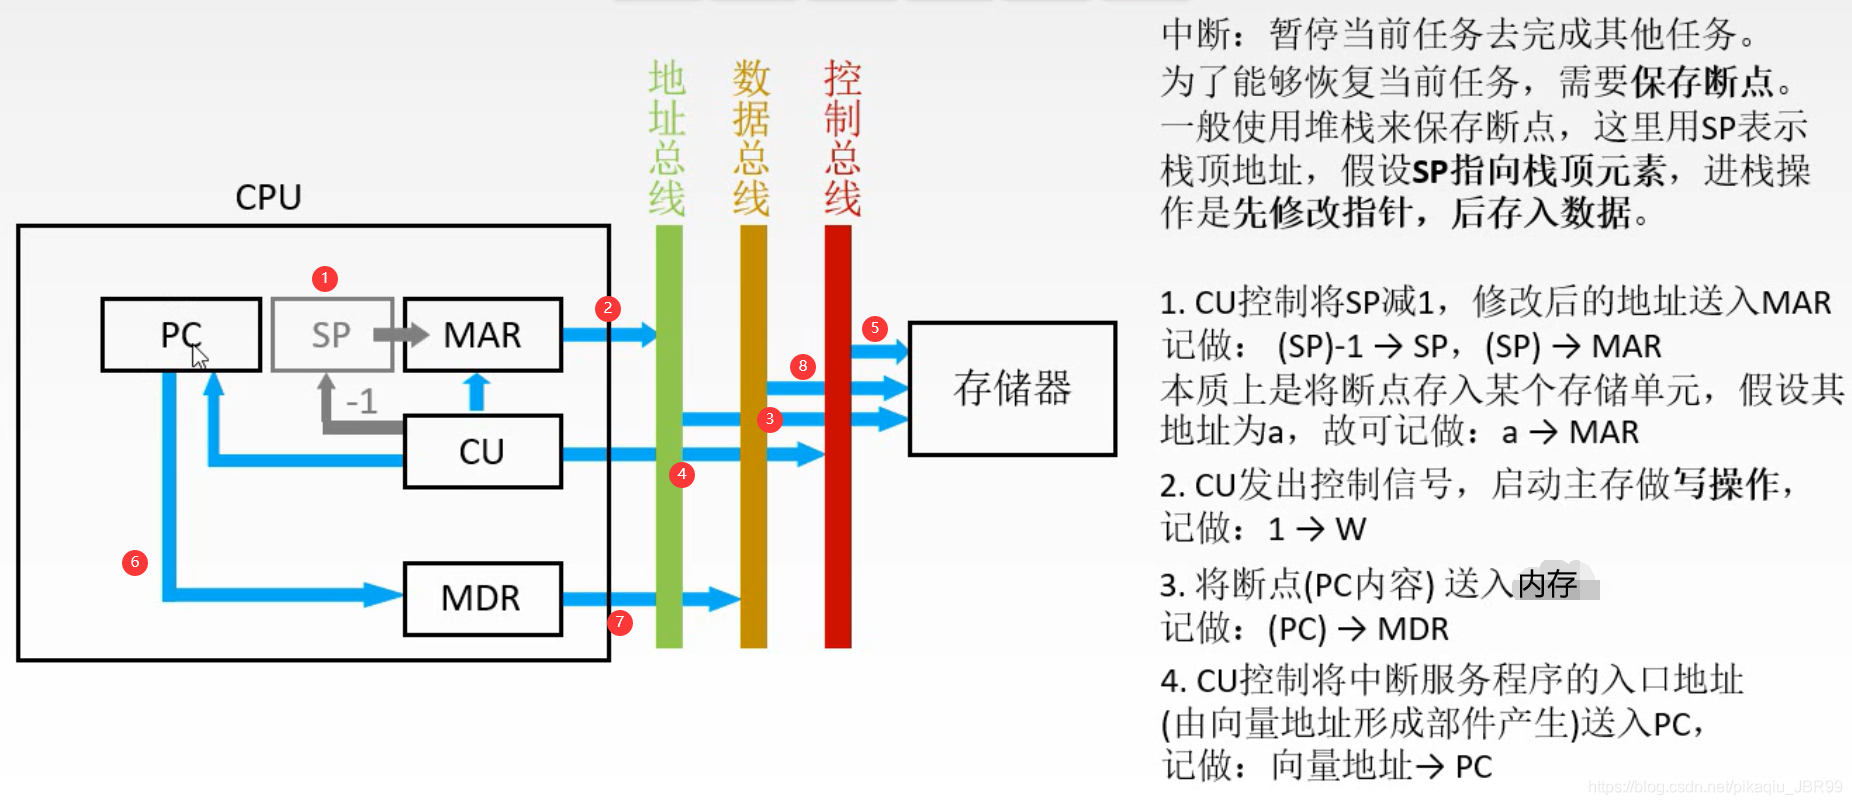 地址总线
数据总线
控制总线
CPU
1
2
PC
SP
MAR
5
8
存储器
-1
3
CU
4
6
MDR
7
中断：暂停当前任务去完成其他任务。
为了能够恢复当前任务，需要保存断点。
一般使用堆栈来保存断点，这里用SP表示
栈顶地址，假设SP指向栈顶元素，进栈操
作是先修改指针，后存入数据。
1. CU控制将SP减1，修改后的地址送入MAR
记做： (SP)-1 → SP，(SP) → MAR
本质上是将断点存入某个存储单元，假设其
地址为a，故可记做：a → MAR
2. CU发出控制信号，启动主存做写操作，
记做：1 → W
3. 将断点(PC内容) 送入内存
记做：(PC) → MDR
4. CU控制将中断服务程序的入口地址
(由向量地址形成部件产生)送入PC，
记做：向量地址→ PC
https://blog.csdn.net/pikaqiu_JBR99